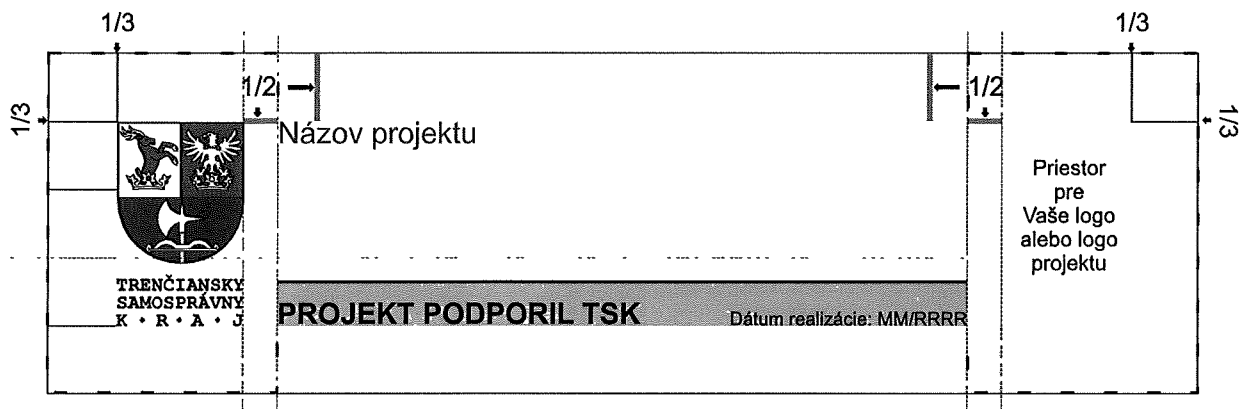 1/3
1/3
1/2
1/2
1/3
1/3
Názov projektu
Priestor
pre
Vaše logo
alebo logo
projektu
TRENČIANSKY
SAMOSPRÁVNY
K • R • A • J
PROJEKT PODPORIL TSK
Dátum realizácie: MM/RRRR